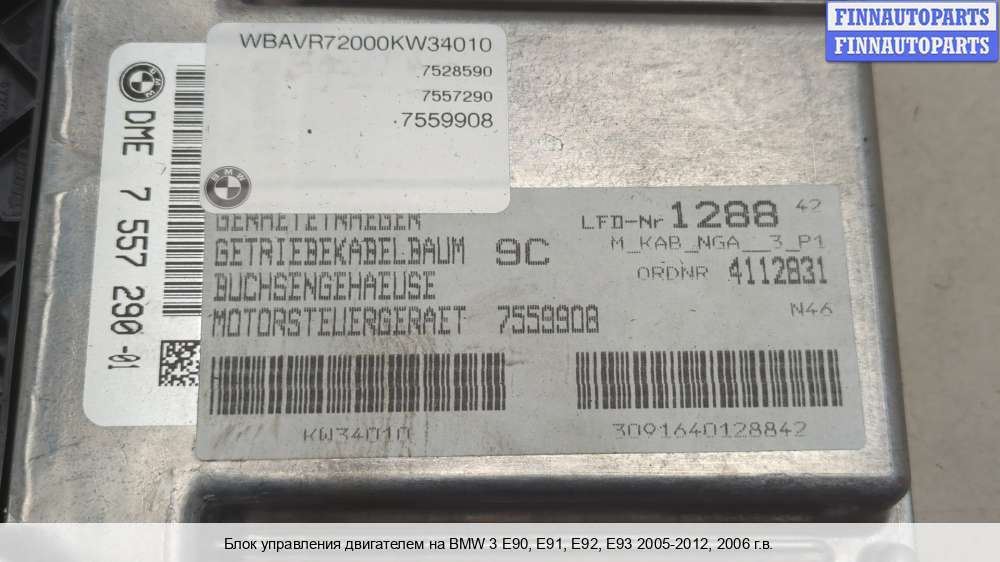 FINNAUTOPARTS
FINNAUTOPARTS
WBAVR72000KW34010
7528590
7557290
7559908
BMW
DME 7 557 290-01
GERAETETRAEGER
GETRIEBEKABELBAUM 9C
BUCHSENGEHAEUSE
MOTORSTEUERGERAET 7559908
LFD-Nr 1288 42
M_KAB_NGA__3_P1
ORDNR 4112831
N46
KW34010
3091640128842
Блок управления двигателем на BMW 3 E90, E91, E92, E93 2005-2012, 2006 г.в.